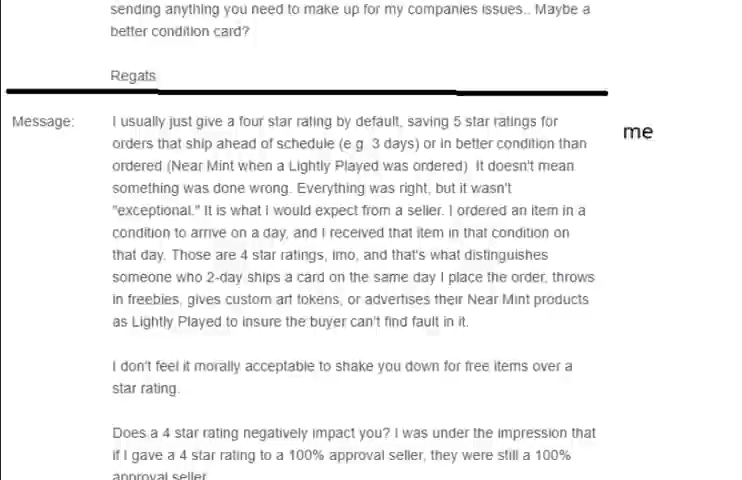 sending anything you need to make up for my companies issues.. Maybe a
better condition card?
Regats
Message:
I usually just give a four star rating by default, saving 5 star ratings for
orders that ship ahead of schedule (e g. 3 days) or in better condition than
ordered (Near Mint when a Lightly Played was ordered). It doesn't mean
something was done wrong. Everything was right, but it wasn't
"exceptional." It is what I would expect from a seller. I ordered an item in a
condition to arrive on a day, and I received that item in that condition on
that day. Those are 4 star ratings, imo, and that's what distinguishes
someone who 2-day ships a card on the same day I place the order, throws
in freebies, gives custom art tokens, or advertises their Near Mint products
as Lightly Played to insure the buyer can't find fault in it.
me
I don't feel it morally acceptable to shake you down for free items over a
star rating.
Does a 4 star rating negatively impact you? I was under the impression that
if I gave a 4 star rating to a 100% approval seller, they were still a 100%
approval seller